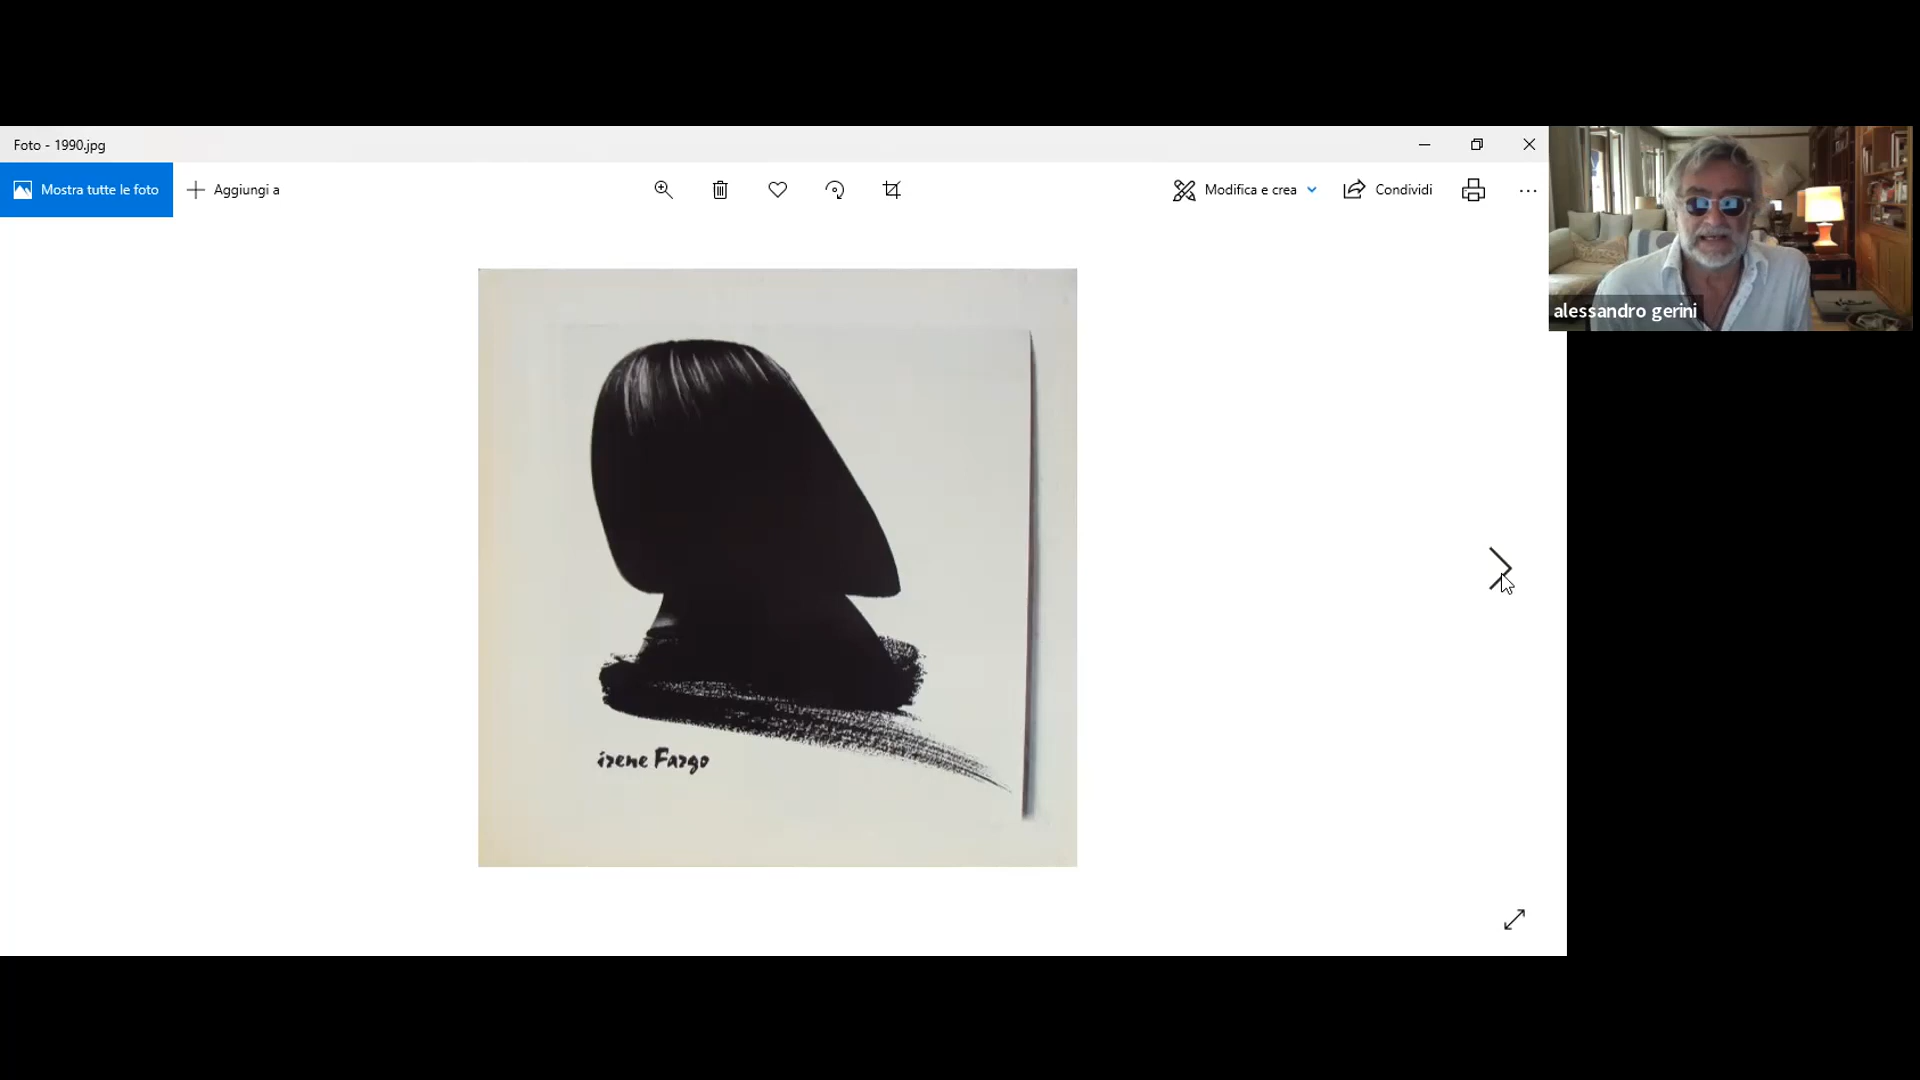 Foto - 1990.jpg
Mostra tutte le foto
Aggiungi a
Modifica e crea
Condividi
alessandro gerini
irene Fargo